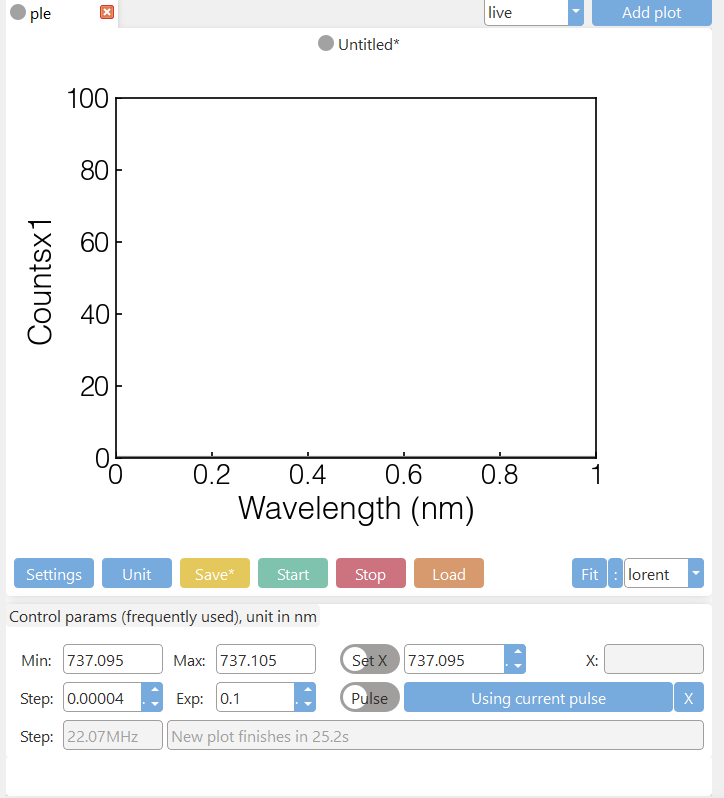 ple live Add plot
Untitled*
100
80
60
40
20
0
Countsx1
0 0.2 0.4 0.6 0.8 1
Wavelength (nm)
Settings Unit Save* Start Stop Load Fit : lorent
Control params (frequently used), unit in nm
Min: 737.095 Max: 737.105 Set X 737.095 X:
Step: 0.00004 Exp: 0.1 Pulse Using current pulse X
Step: 22.07MHz New plot finishes in 25.2s